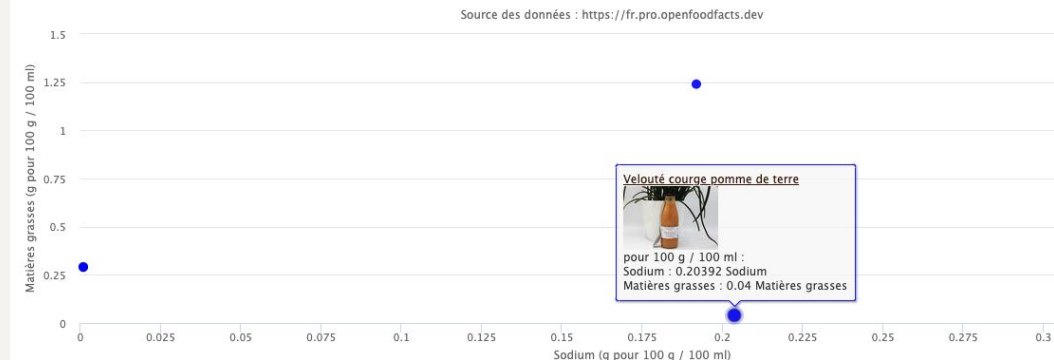 Source des données : https://fr.pro.openfoodfacts.dev
1.5
1.25
1
0.75
0.5
0.25
0
Matières grasses (g pour 100 g / 100 ml)
Velouté courge pomme de terre
pour 100 g / 100 ml :
Sodium : 0.20392 Sodium
Matières grasses : 0.04 Matières grasses
0 0.025 0.05 0.075 0.1 0.125 0.15 0.175 0.2 0.225 0.25 0.275 0.3
Sodium (g pour 100 g / 100 ml)